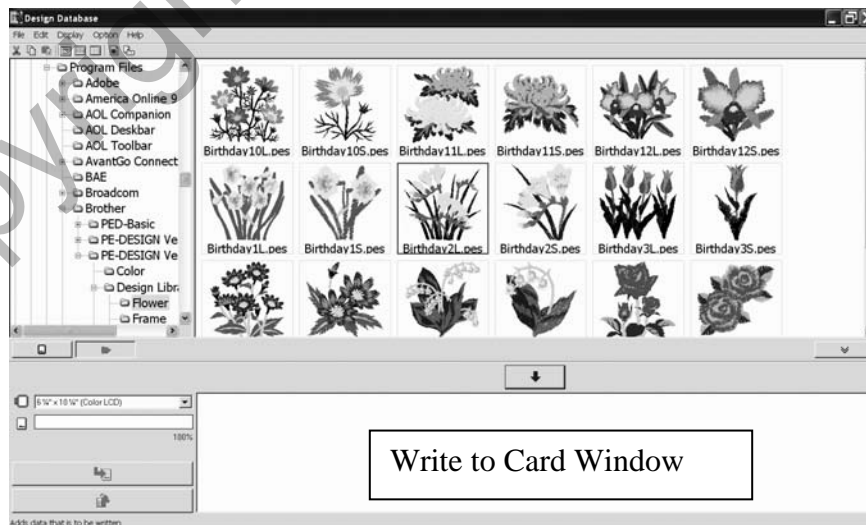 Design Database
File Edit Display Option Help
Program Files
Adobe
America Online 9
AOL Companion
AOL Deskbar
AOL Toolbar
AvantGo Connect
BAE
Broadcom
Brother
PED-Basic
PE-DESIGN Ve
PE-DESIGN Ve
Color
Design Libr
Flower
Frame
Birthday10L.pes Birthday10S.pes Birthday11L.pes Birthday11S.pes Birthday12L.pes Birthday12S.pes
Birthday1L.pes Birthday1S.pes Birthday2L.pes Birthday2S.pes Birthday3L.pes Birthday3S.pes
(Color LCD)
100%
Write to Card Window
Adds data that is to be written